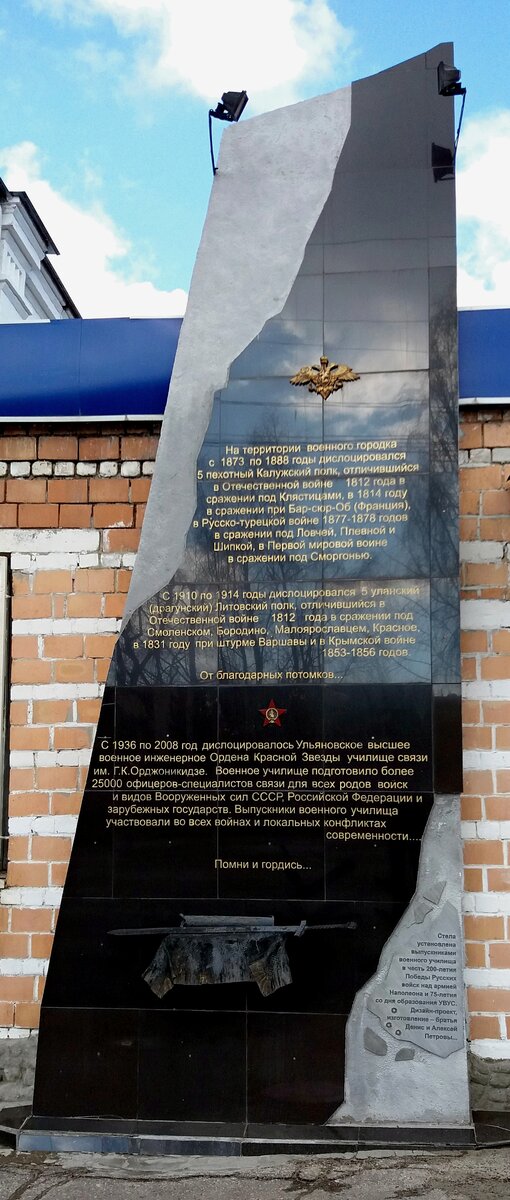 На территории военного городка
с 1873 по 1888 годы дислоцировался
5 пехотный Калужский полк, отличившийся
в Отечественной войне 1812 года в
сражении под Клястицами, в 1814 году
в сражении при Бар-сюр-Об (Франция),
в Русско-турецкой войне 1877-1878 годов
в сражении под Ловчей, Плевной и
Шипкой, в Первой мировой войне
в сражении под Сморгонью.
С 1910 по 1914 годы дислоцировался 5 уланский
(драгунский) Литовский полк, отличившийся в
Отечественной войне 1812 года в сражении под
Смоленском, Бородино, Малоярославцем, Красное,
в 1831 году при штурме Варшавы и в Крымской войне
1853-1856 годов.
От благодарных потомков...
С 1936 по 2008 год дислоцировалось Ульяновское высшее
военное инженерное Ордена Красной Звезды училище связи
им. Г.К.Орджоникидзе. Военное училище подготовило более
25000 офицеров-специалистов связи для всех родов войск
и видов Вооруженных сил СССР, Российской Федерации и
зарубежных государств. Выпускники военного училища
участвовали во всех войнах и локальных конфликтах
современности....
Помни и гордись...
Стела
установлена
выпускниками
военного училища
в честь 200-летия
Победы Русских
войск над армией
Наполеона и 75-летия
со дня образования УВУС.
Дизайн-проект,
изготовление - братья
Денис и Алексей
Петровы...